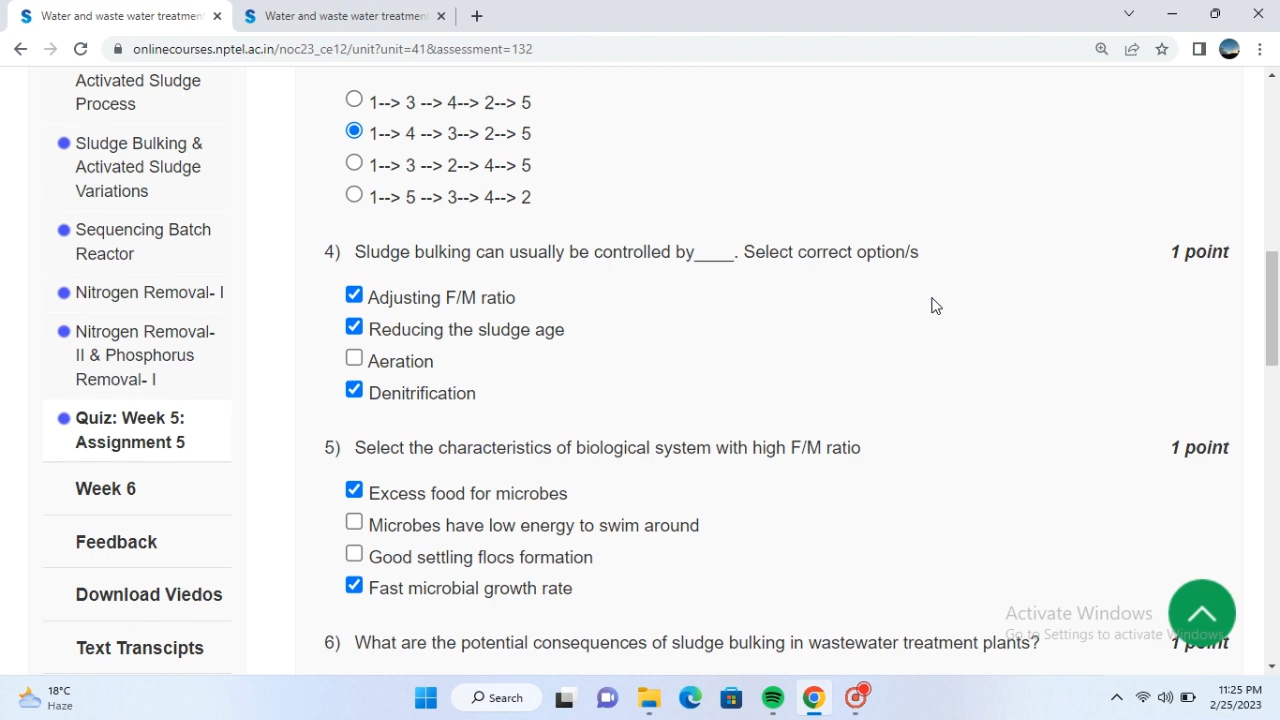 Water and waste water treatment
Water and waste water treatment
onlinecourses.nptel.ac.in/noc23_ce12/unit?unit=41&assessment=132
Activated Sludge
Process
Sludge Bulking &
Activated Sludge
Variations
Sequencing Batch
Reactor
Nitrogen Removal- I
Nitrogen Removal-
II & Phosphorus
Removal- I
Quiz: Week 5:
Assignment 5
Week 6
Feedback
Download Viedos
Text Transcipts
1--> 3 --> 4--> 2--> 5
1--> 4 --> 3--> 2--> 5
1--> 3 --> 2--> 4--> 5
1--> 5 --> 3--> 4--> 2
4) Sludge bulking can usually be controlled by____. Select correct option/s 1 point
Adjusting F/M ratio
Reducing the sludge age
Aeration
Denitrification
5) Select the characteristics of biological system with high F/M ratio 1 point
Excess food for microbes
Microbes have low energy to swim around
Good settling flocs formation
Fast microbial growth rate
6) What are the potential consequences of sludge bulking in wastewater treatment plants? 1 point
Activate Windows
Go to Settings to activate Windows.
18°C
Haze
Search
11:25 PM
2/25/2023